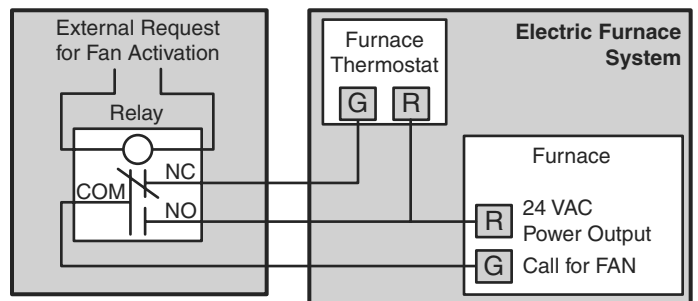 External Request
for Fan Activation
Relay
NC
COM
NO
Electric Furnace
System
Furnace
Thermostat
G R
Furnace
R 24 VAC
Power Output
G Call for FAN